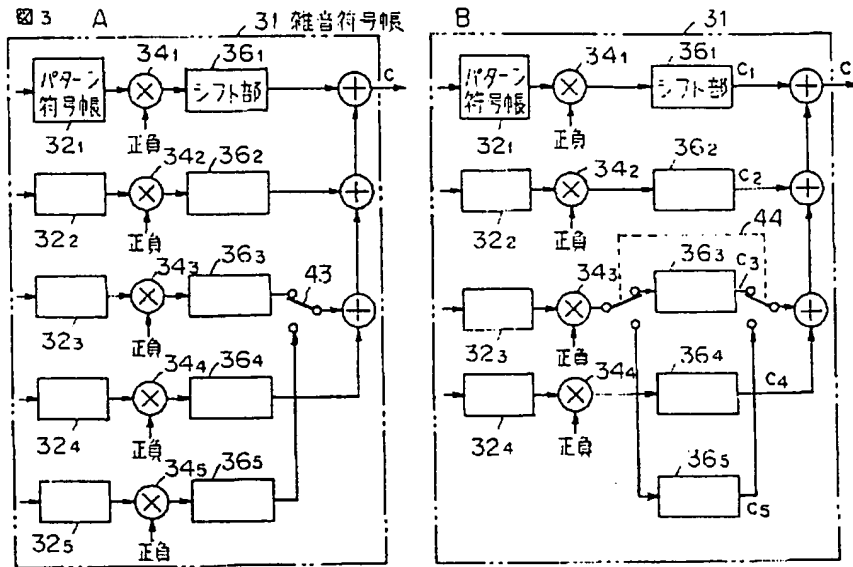 図3 A 31 雑音符号帳
34₁ 36₁
パターン符号帳 シフト部 C
32₁ 正負
34₂ 36₂
32₂ 正負
34₃ 36₃ 43
32₃ 正負
34₄ 36₄
32₄ 正負
34₅ 36₅
32₅ 正負
B 31
34₁ 36₁ C₁ C
パターン符号帳 シフト部
32₁ 正負
34₂ 36₂ C₂
32₂ 正負
44
34₃ 36₃ C₃
32₃ 正負
34₄ 36₄ C₄
32₄ 正負
36₅ C₅